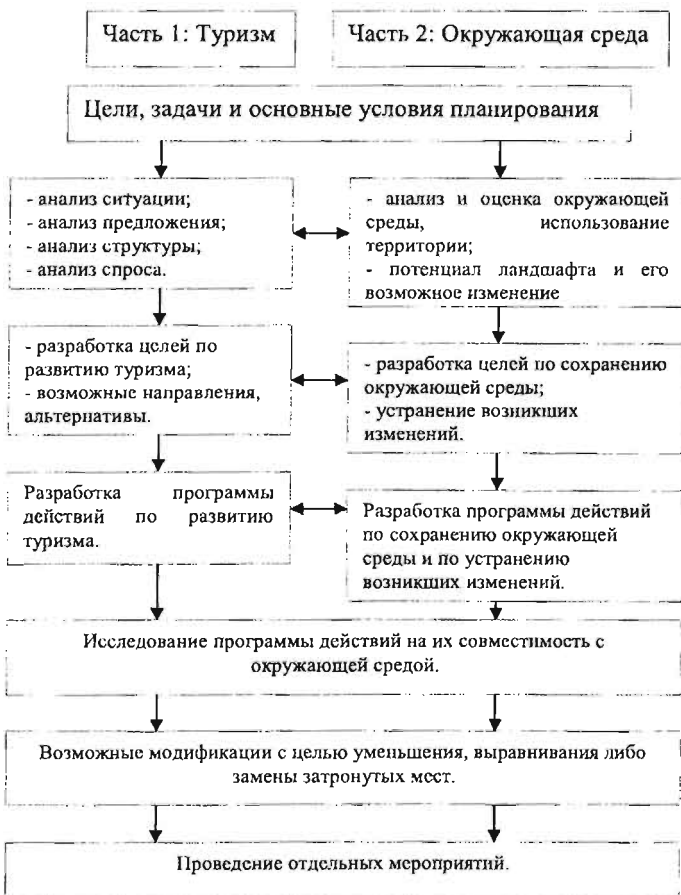 Часть 1: Туризм
Часть 2: Окружающая среда
Цели, задачи и основные условия планирования
- анализ ситуации;
- анализ предложения;
- анализ структуры;
- анализ спроса.
- анализ и оценка окружающей
среды, использование
территории;
- потенциал ландшафта и его
возможное изменение
- разработка целей по
развитию туризма;
- возможные направления,
альтернативы.
- разработка целей по сохранению
окружающей среды;
- устранение возникших
изменений.
Разработка программы
действий по развитию
туризма.
Разработка программы действий
по сохранению окружающей
среды и по устранению
возникших изменений.
Исследование программы действий на их совместимость с
окружающей средой.
Возможные модификации с целью уменьшения, выравнивания либо
замены затронутых мест.
Проведение отдельных мероприятий.